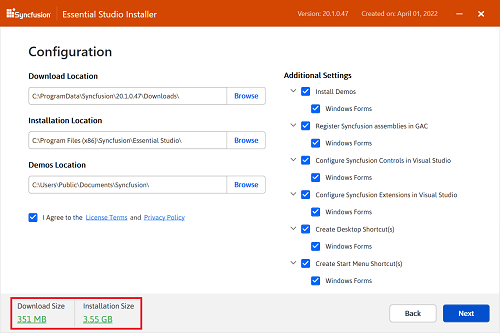 Syncfusion Essential Studio Installer Version: 20.1.0.47 Created on: April 01, 2022
Configuration
Download Location
C:\ProgramData\Syncfusion\20.1.0.47\Downloads\ Browse
Installation Location
C:\Program Files (x86)\Syncfusion\Essential Studio\ Browse
Demos Location
C:\Users\Public\Documents\Syncfusion\ Browse
I Agree to the License Terms and Privacy Policy
Additional Settings
Install Demos
Windows Forms
Register Syncfusion assemblies in GAC
Windows Forms
Configure Syncfusion Controls in Visual Studio
Windows Forms
Configure Syncfusion Extensions in Visual Studio
Windows Forms
Create Desktop Shortcut(s)
Windows Forms
Create Start Menu Shortcut(s)
Windows Forms
Download Size Installation Size
351 MB 3.55 GB
Back Next